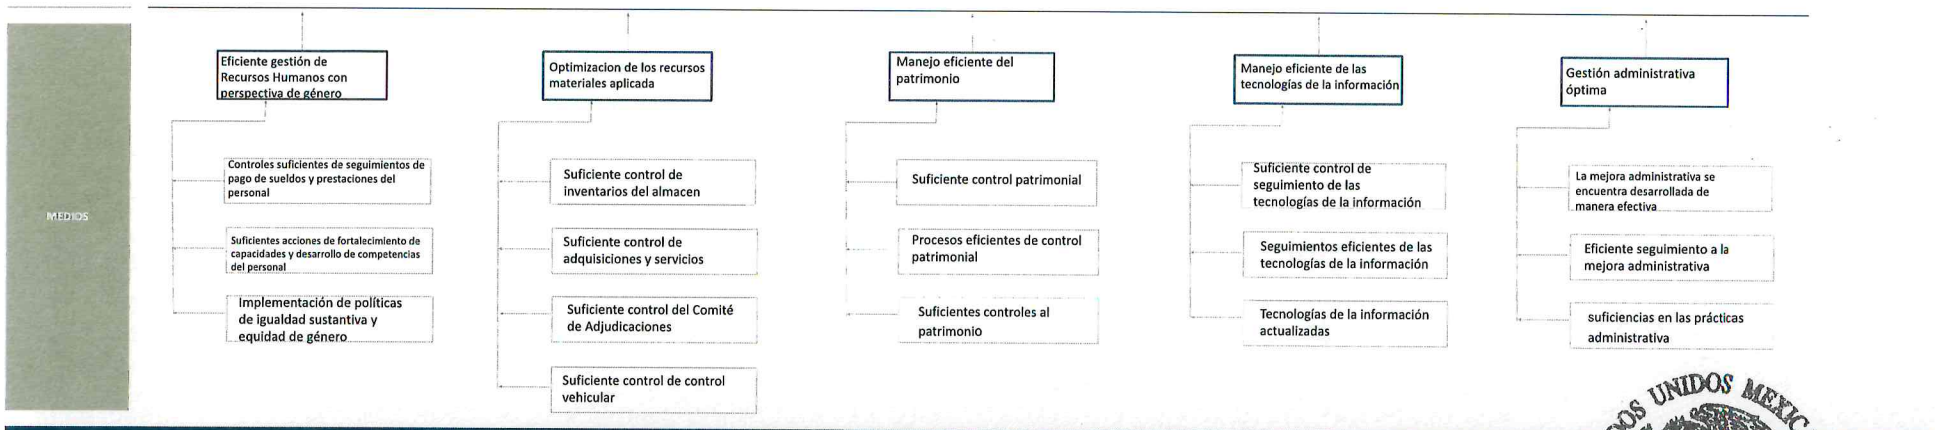 MEDIOS
Eficiente gestión de
Recursos Humanos con
perspectiva de género
Controles suficientes de seguimientos de
pago de sueldos y prestaciones del
personal
Suficientes acciones de fortalecimiento de
capacidades y desarrollo de competencias
del personal
Implementación de políticas
de igualdad sustantiva y
equidad de género
Optimizacion de los recursos
materiales aplicada
Suficiente control de
inventarios del almacen
Suficiente control de
adquisiciones y servicios
Suficiente control del Comité
de Adjudicaciones
Suficiente control de control
vehicular
Manejo eficiente del
patrimonio
Suficiente control patrimonial
Procesos eficientes de control
patrimonial
Suficientes controles al
patrimonio
Manejo eficiente de las
tecnologías de la información
Suficiente control de
seguimiento de las
tecnologías de la información
Seguimientos eficientes de las
tecnologías de la información
Tecnologías de la información
actualizadas
Gestión administrativa
óptima
La mejora administrativa se
encuentra desarrollada de
manera efectiva
Eficiente seguimiento a la
mejora administrativa
suficiencias en las prácticas
administrativa
DOS UNIDOS MEXIC